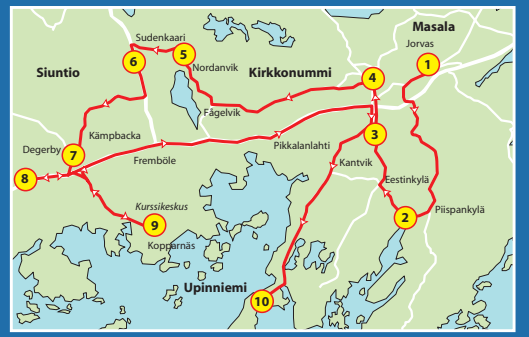 Masala
Jorvas
1
Sudenkaari
5
6
Nordanvik
Siuntio
Kirkkonummi
4
Fågelvik
3
Kämpbacka
Degerby
7
Fremböle
Pikkalanlahti
Kantvik
8
Eestinkylä
Kurssikeskus
9
Kopparnäs
2
Piispankylä
Upinniemi
10